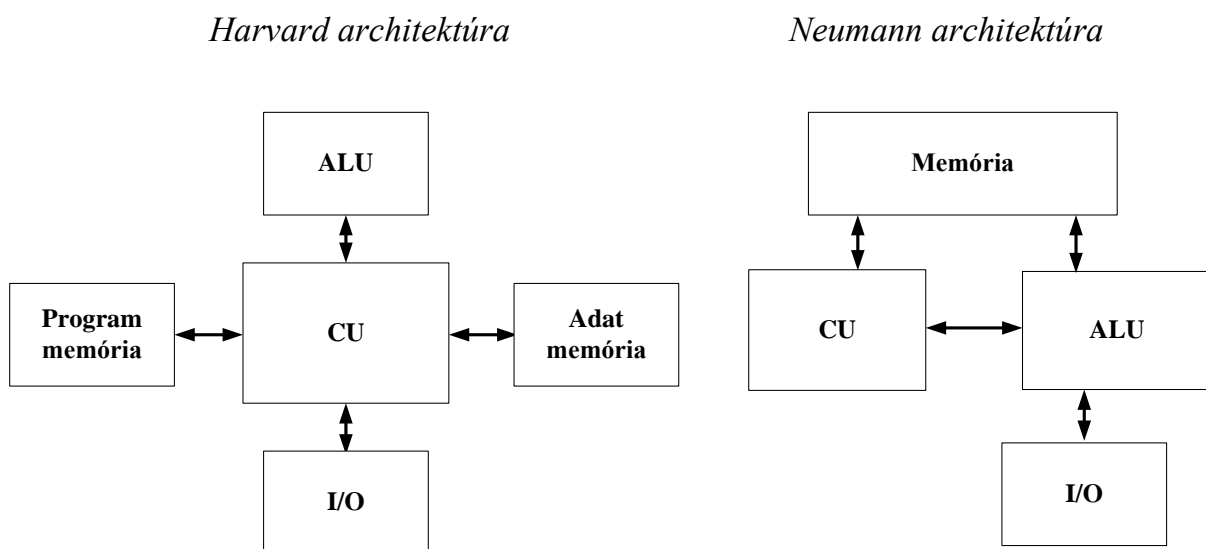 Harvard architektúra
ALU
Program
memória
CU
Adat
memória
I/O
Neumann architektúra
Memória
CU
ALU
I/O